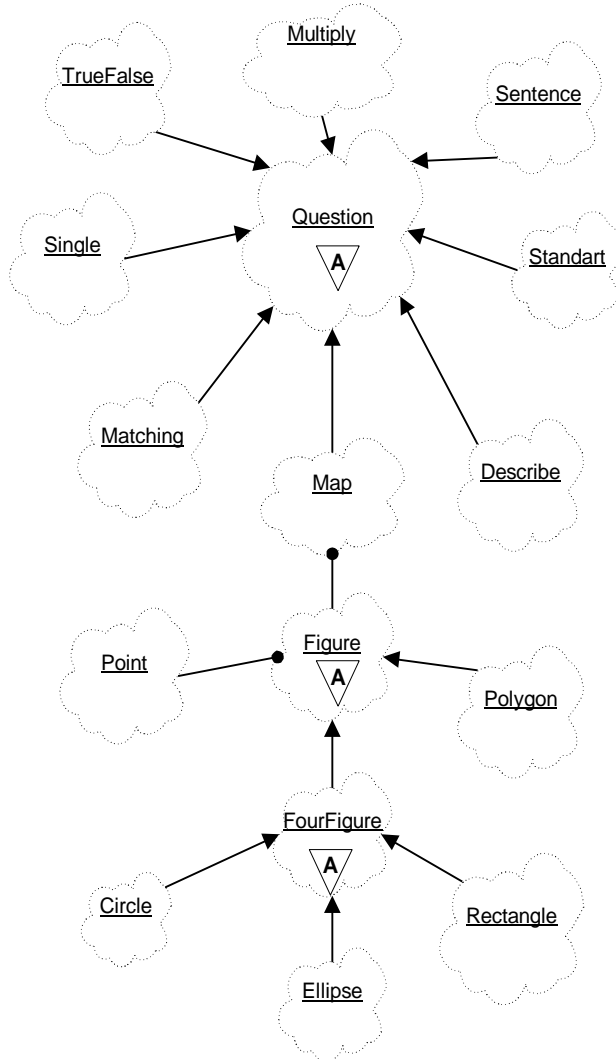 Multiply
TrueFalse
Sentence
Question
A
Single
Standart
Matching
Map
Describe
Figure
A
Point
Polygon
FourFigure
A
Circle
Rectangle
Ellipse